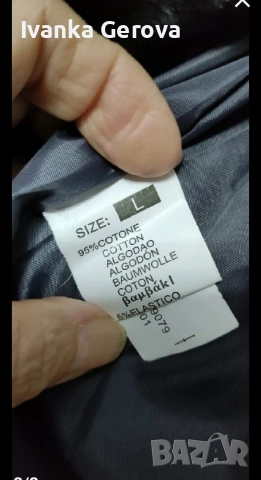 Ivanka Gerova
SIZE: L
95%COTONE
COTTON
ALGODAO
ALGODÓN
BAUMWOLLE
COTON
βαμβάκι
5%ELASTICO
BAZAR